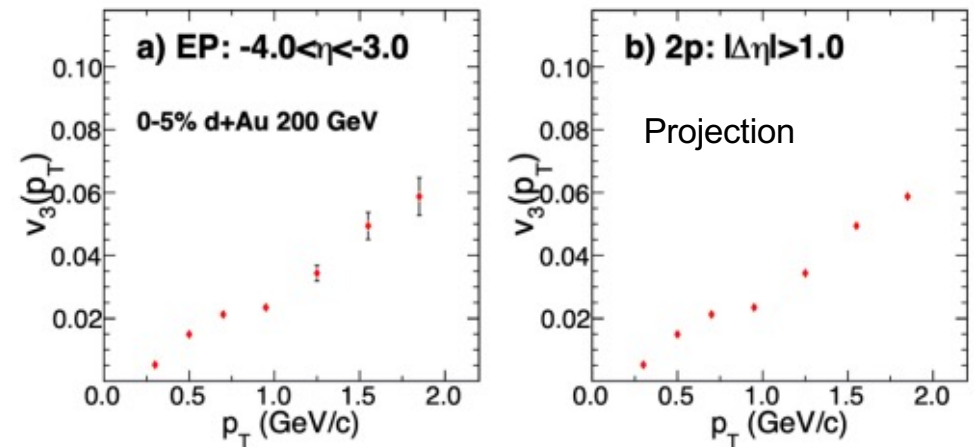 a) EP: -4.0<η<-3.0
0-5% d+Au 200 GeV
v3(pT)
0.10
0.08
0.06
0.04
0.02
0.0 0.5 1.0 1.5 2.0
pT (GeV/c)
b) 2p: |Δη|>1.0
Projection
v3(pT)
0.10
0.08
0.06
0.04
0.02
0.0 0.5 1.0 1.5 2.0
pT (GeV/c)